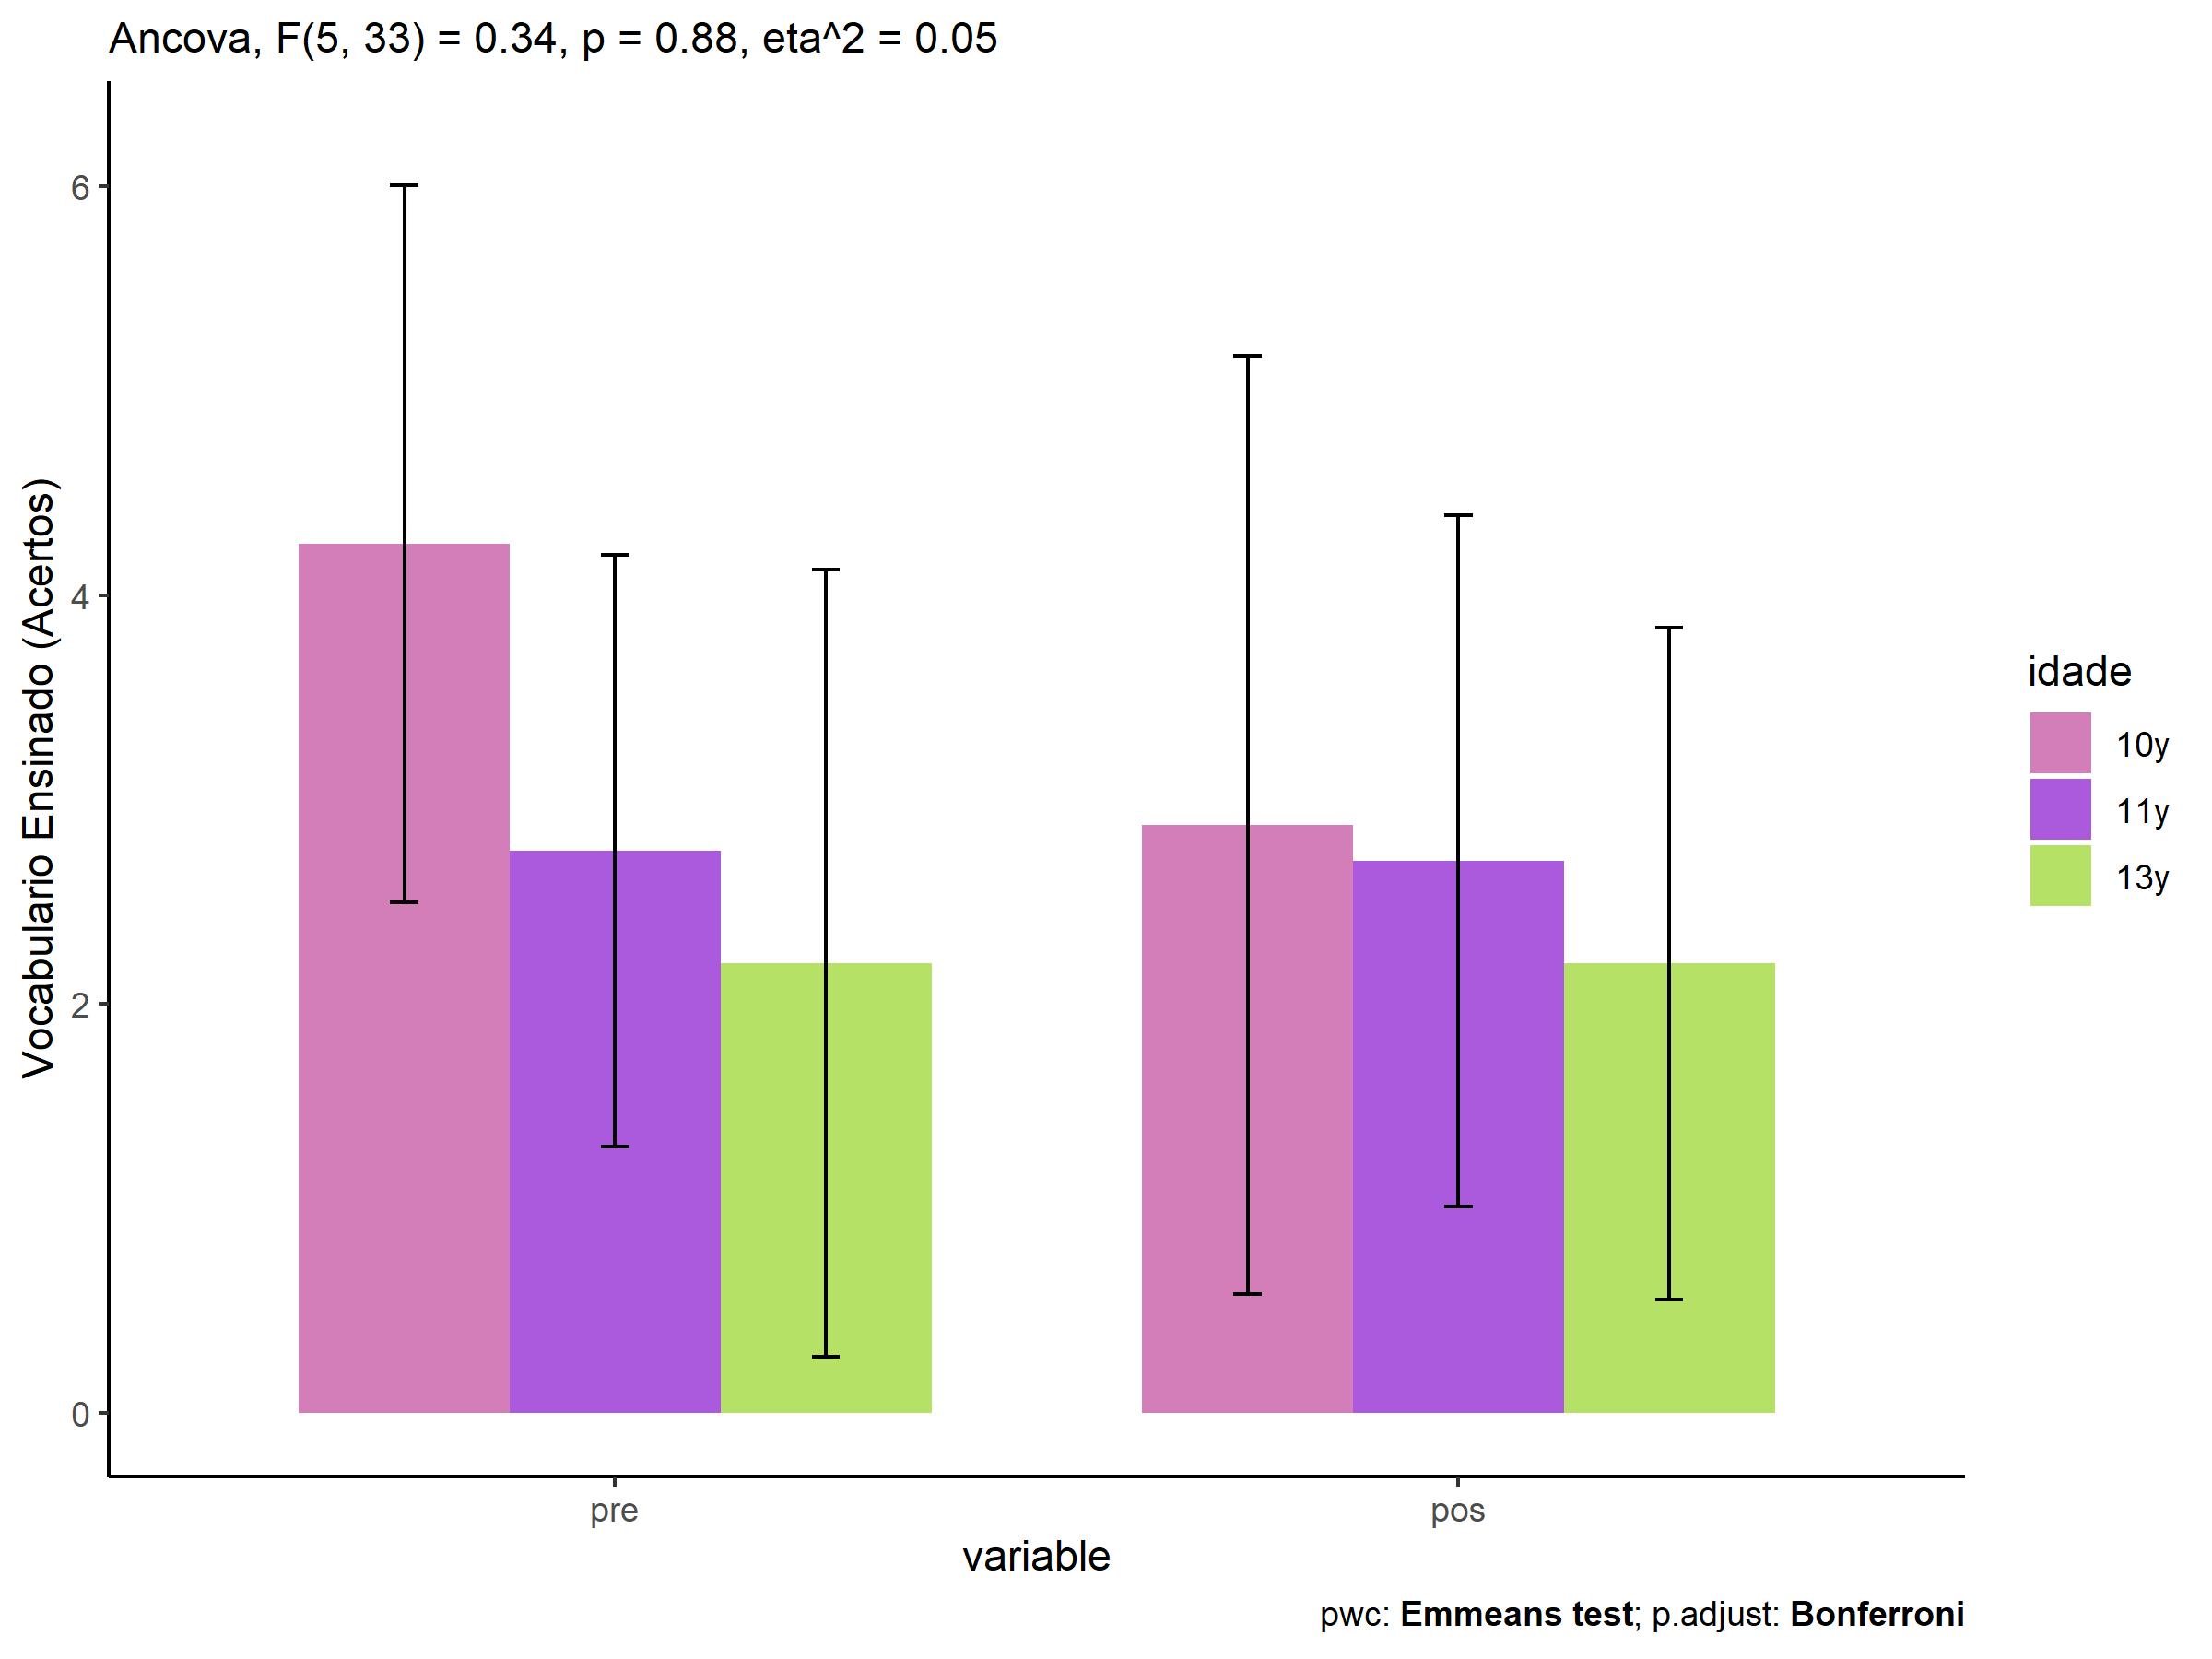 Ancova, F(5, 33) = 0.34, p = 0.88, eta^2 = 0.05
Vocabulario Ensinado (Acertos)
6
4
2
0
pre
pos
variable
idade
10y
11y
13y
pwc: Emmeans test; p.adjust: Bonferroni